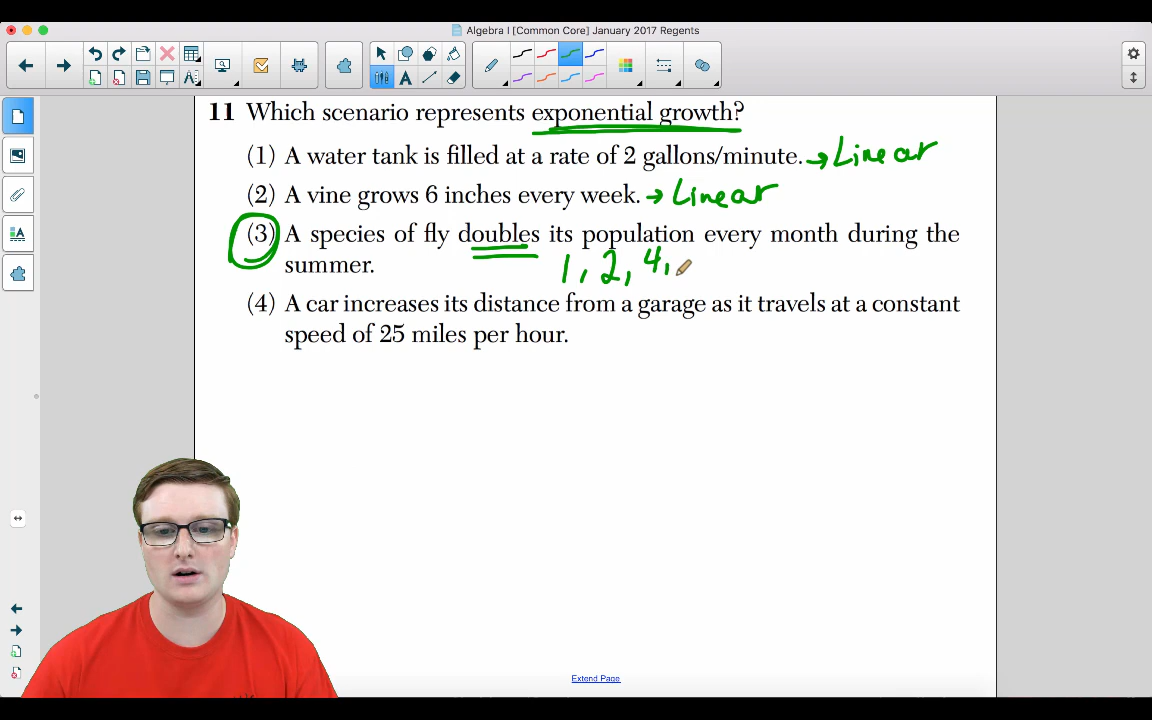 Algebra I [Common Core] January 2017 Regents
11 Which scenario represents exponential growth?
(1) A water tank is filled at a rate of 2 gallons/minute. → Linear
(2) A vine grows 6 inches every week. → Linear
(3) A species of fly doubles its population every month during the
summer. 1, 2, 4,
(4) A car increases its distance from a garage as it travels at a constant
speed of 25 miles per hour.
Extend Page